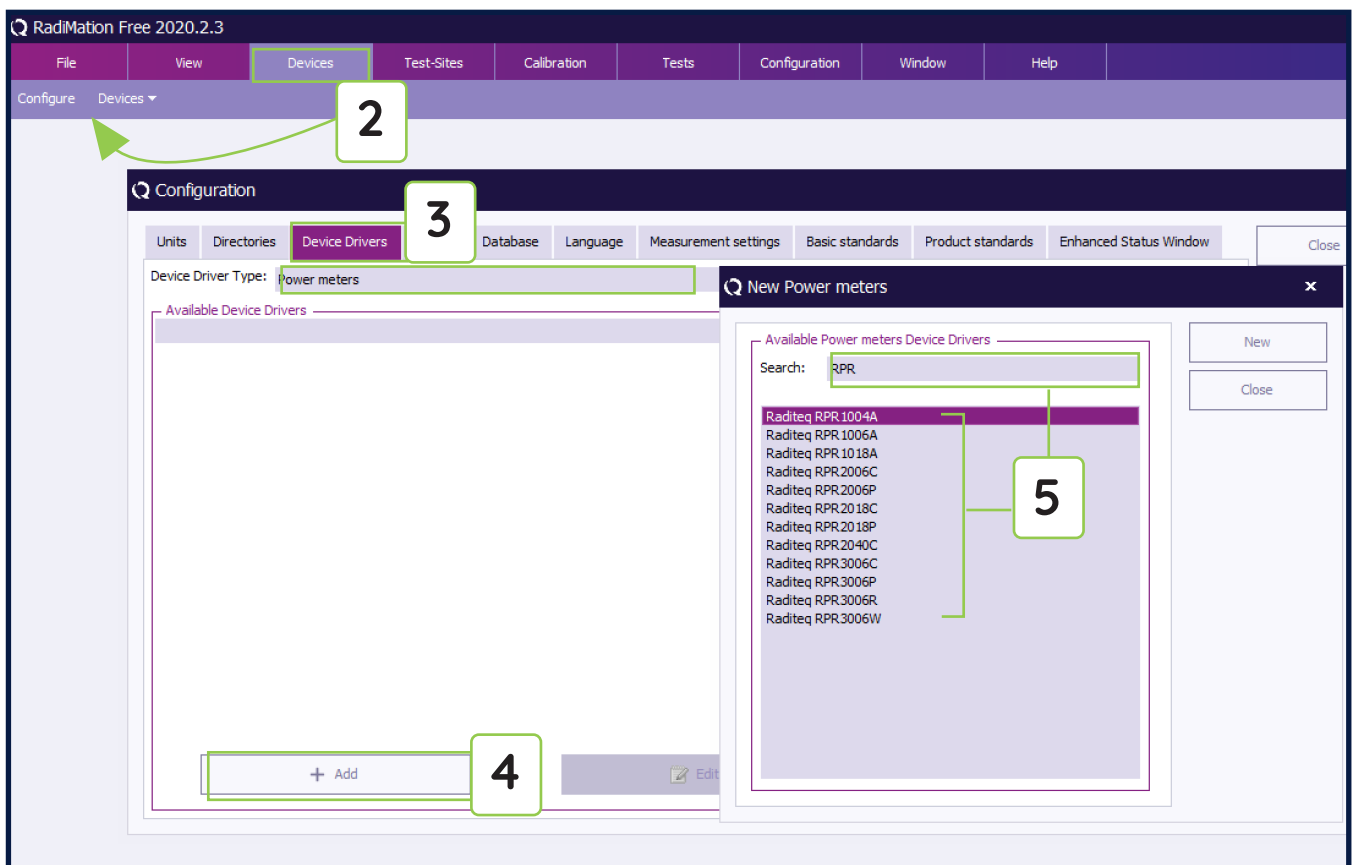 RadiMation Free 2020.2.3
File View Devices Test-Sites Calibration Tests Configuration Window Help
Configure Devices
2
Configuration
3
Units Directories Device Drivers Database Language Measurement settings Basic standards Product standards Enhanced Status Window Close
Device Driver Type: Power meters
Available Device Drivers
New Power meters
Available Power meters Device Drivers
Search: RPR
New
Close
Raditeq RPR1004A
Raditeq RPR1006A
Raditeq RPR1018A
Raditeq RPR2006C
Raditeq RPR2006P
Raditeq RPR2018C
Raditeq RPR2018P
Raditeq RPR2040C
Raditeq RPR3006C
Raditeq RPR3006P
Raditeq RPR3006R
Raditeq RPR3006W
5
+ Add
4
Edit